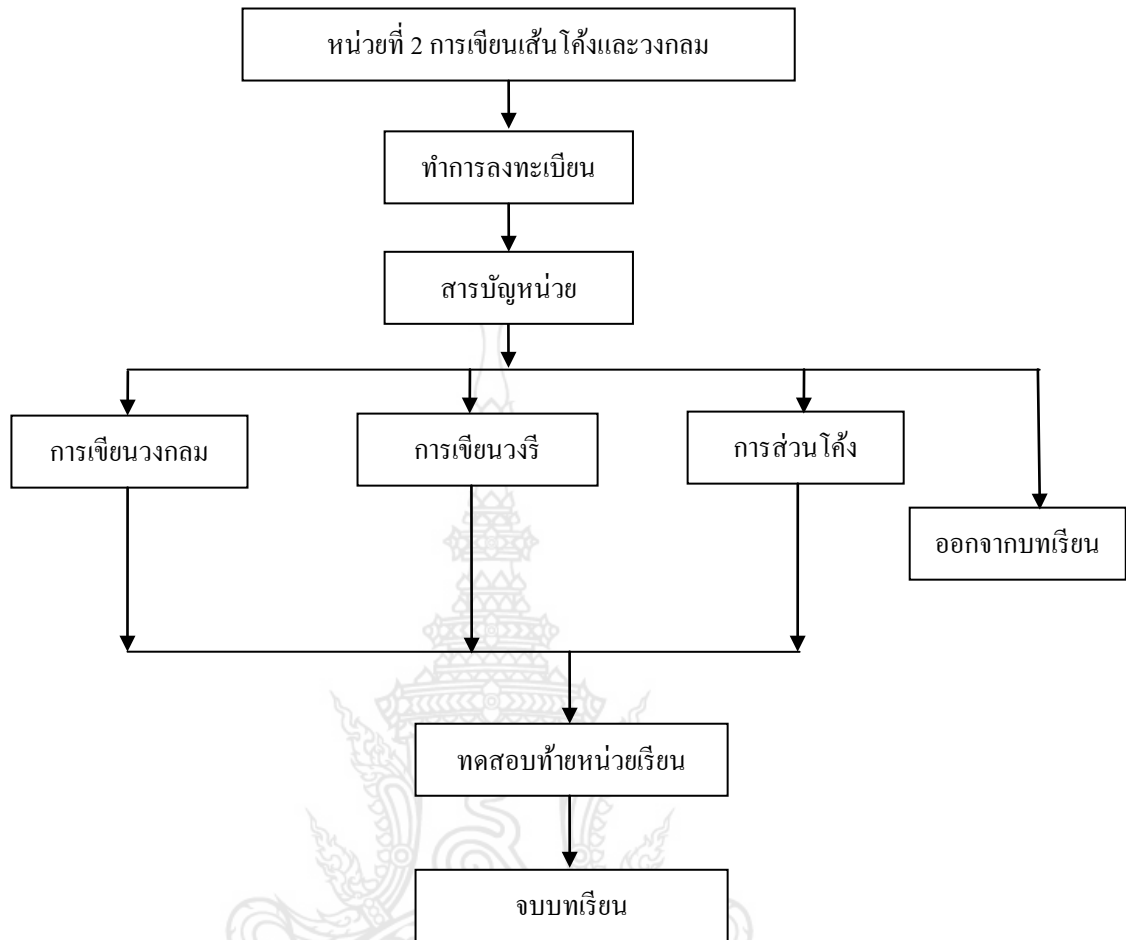 หน่วยที่ 2 การเขียนเส้นโค้งและวงกลม
ทำการลงทะเบียน
สารบัญหน่วย
การเขียนวงกลม
การเขียนวงรี
การส่วนโค้ง
ออกจากบทเรียน
ทดสอบท้ายหน่วยเรียน
จบบทเรียน